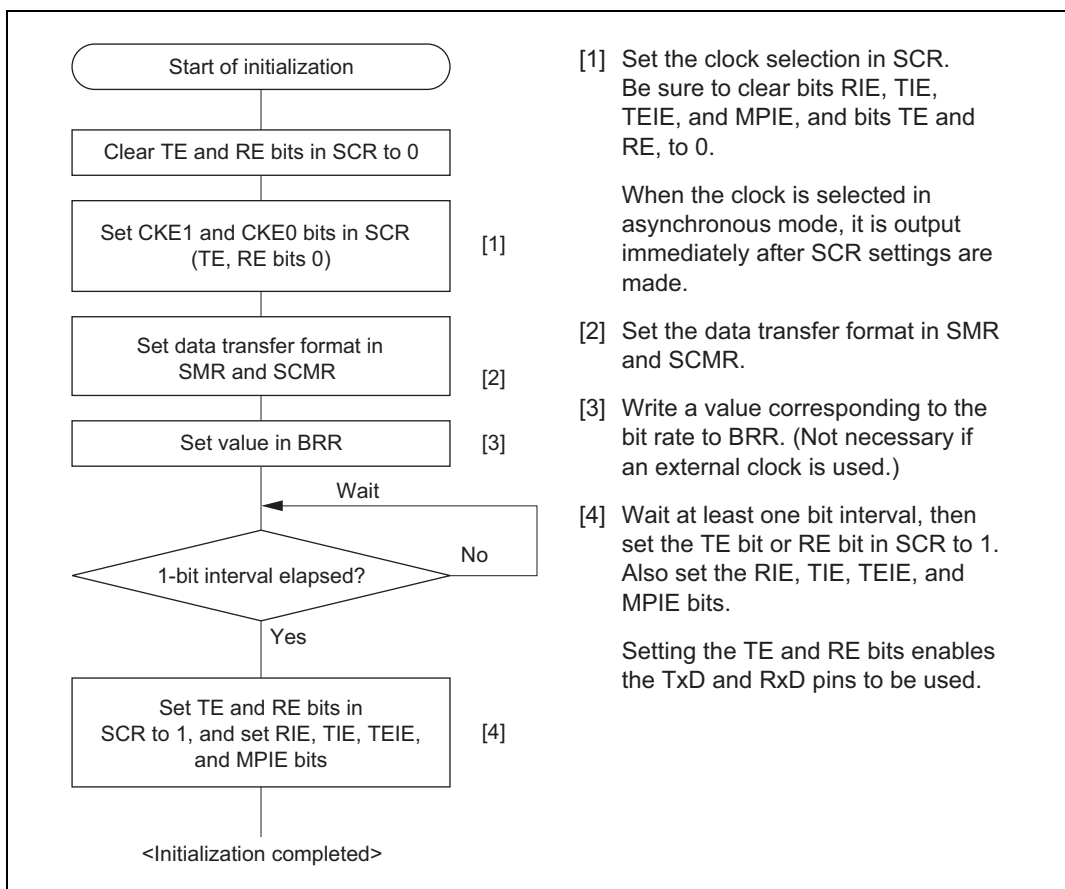 Start of initialization
Clear TE and RE bits in SCR to 0
Set CKE1 and CKE0 bits in SCR
(TE, RE bits 0)
[1]
Set data transfer format in
SMR and SCMR
[2]
Set value in BRR
[3]
Wait
1-bit interval elapsed?
No
Yes
Set TE and RE bits in
SCR to 1, and set RIE, TIE, TEIE,
and MPIE bits
[4]
<Initialization completed>
[1] Set the clock selection in SCR.
Be sure to clear bits RIE, TIE,
TEIE, and MPIE, and bits TE and
RE, to 0.
When the clock is selected in
asynchronous mode, it is output
immediately after SCR settings are
made.
[2] Set the data transfer format in SMR
and SCMR.
[3] Write a value corresponding to the
bit rate to BRR. (Not necessary if
an external clock is used.)
[4] Wait at least one bit interval, then
set the TE bit or RE bit in SCR to 1.
Also set the RIE, TIE, TEIE, and
MPIE bits.
Setting the TE and RE bits enables
the TxD and RxD pins to be used.